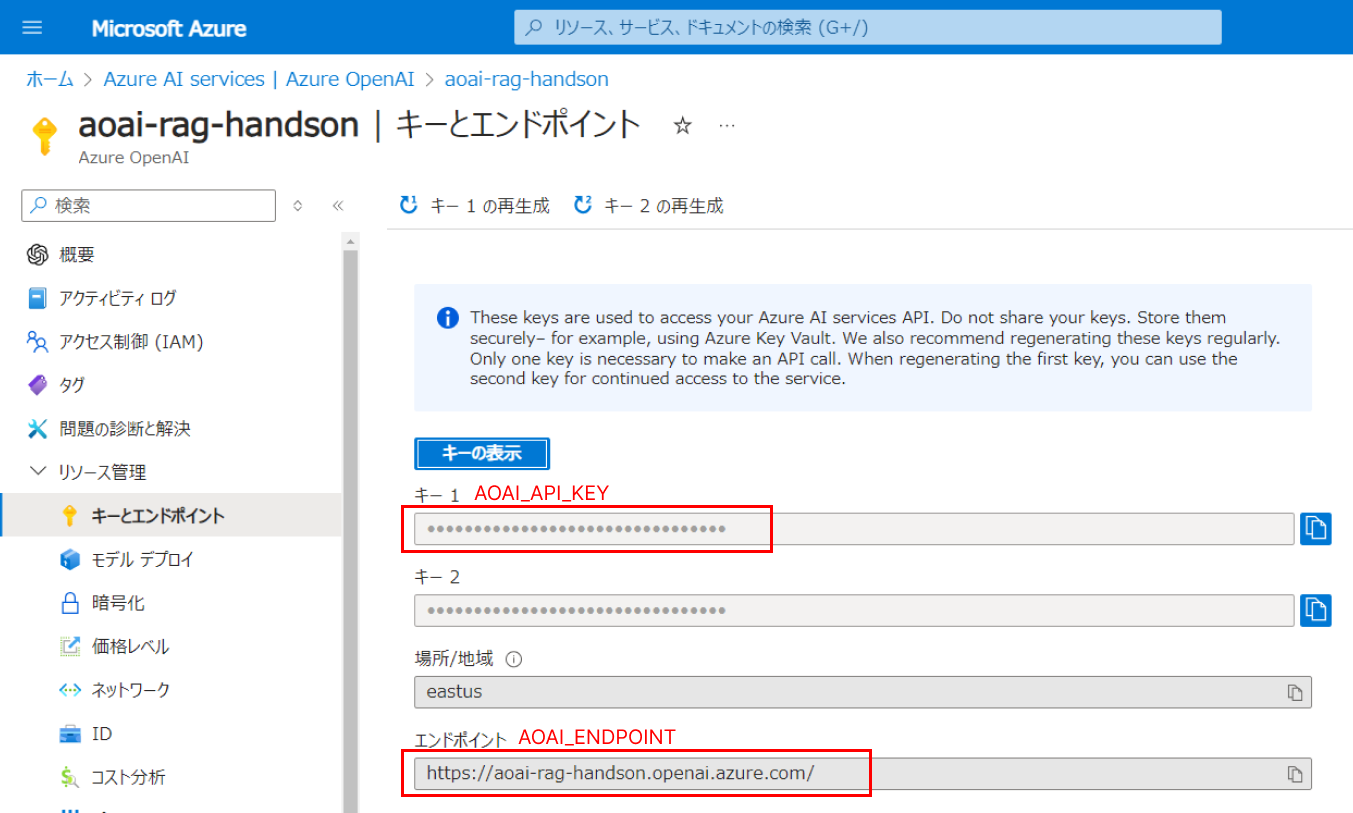 Microsoft Azure
リソース、サービス、ドキュメントの検索 (G+/)
ホーム > Azure AI services | Azure OpenAI > aoai-rag-handson
aoai-rag-handson | キーとエンドポイント
Azure OpenAI
検索
キー 1 の再生成
キー 2 の再生成
概要
アクティビティ ログ
アクセス制御 (IAM)
タグ
問題の診断と解決
リソース管理
キーとエンドポイント
モデル デプロイ
暗号化
価格レベル
ネットワーク
ID
コスト分析
These keys are used to access your Azure AI services API. Do not share your keys. Store them
securely– for example, using Azure Key Vault. We also recommend regenerating these keys regularly.
Only one key is necessary to make an API call. When regenerating the first key, you can use the
second key for continued access to the service.
キーの表示
キー 1 AOAI_API_KEY
••••••••••••••••••••••••••••••••
キー 2
••••••••••••••••••••••••••••••••
場所/地域
eastus
エンドポイント AOAI_ENDPOINT
https://aoai-rag-handson.openai.azure.com/